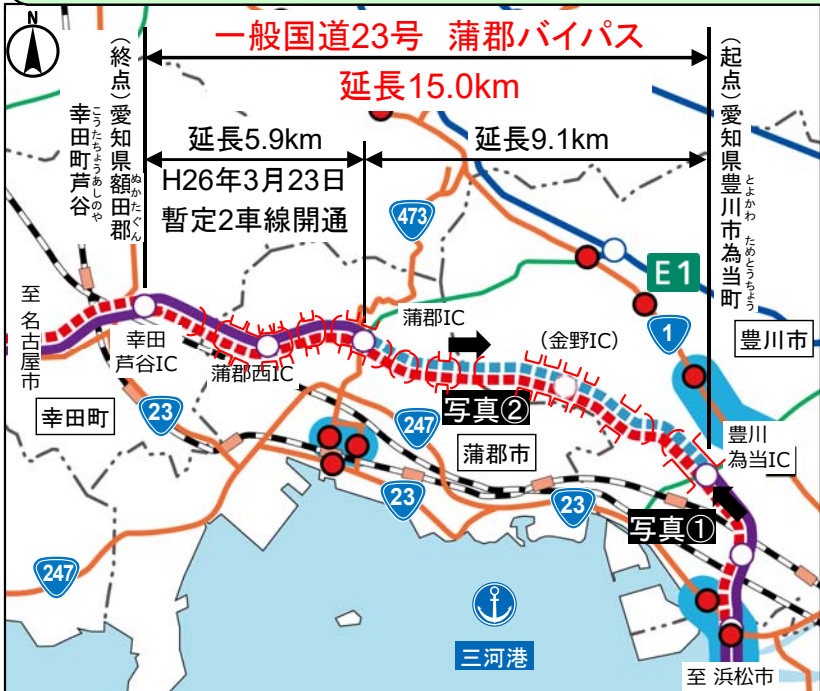 一般国道23号 蒲郡バイパス
延長15.0km
N
(終点)愛知県額田郡
ぬかたぐん
幸田町芦谷
こうたちょうあしのや
(起点)愛知県豊川市為当町
とよかわ ためとうちょう
延長5.9km
延長9.1km
H26年3月23日
暫定2車線開通
473
E1
1
豊川市
至 名古屋市
幸田
芦谷IC
蒲郡西IC
蒲郡IC
(金野IC)
写真②
豊川
為当IC
幸田町
23
247
蒲郡市
23
23
写真①
247
三河港
至 浜松市